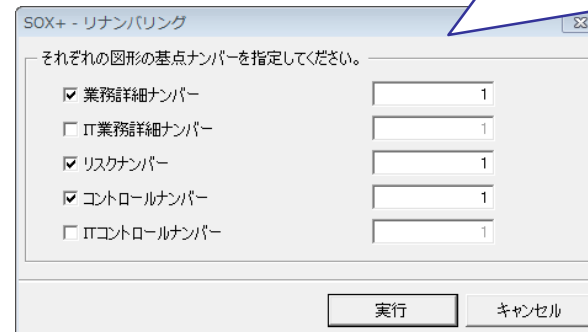 SOX+ - リナンバリング
それぞれの図形の基点ナンバーを指定してください。
業務詳細ナンバー 1
IT業務詳細ナンバー 1
リスクナンバー 1
コントロールナンバー 1
ITコントロールナンバー 1
実行 キャンセル